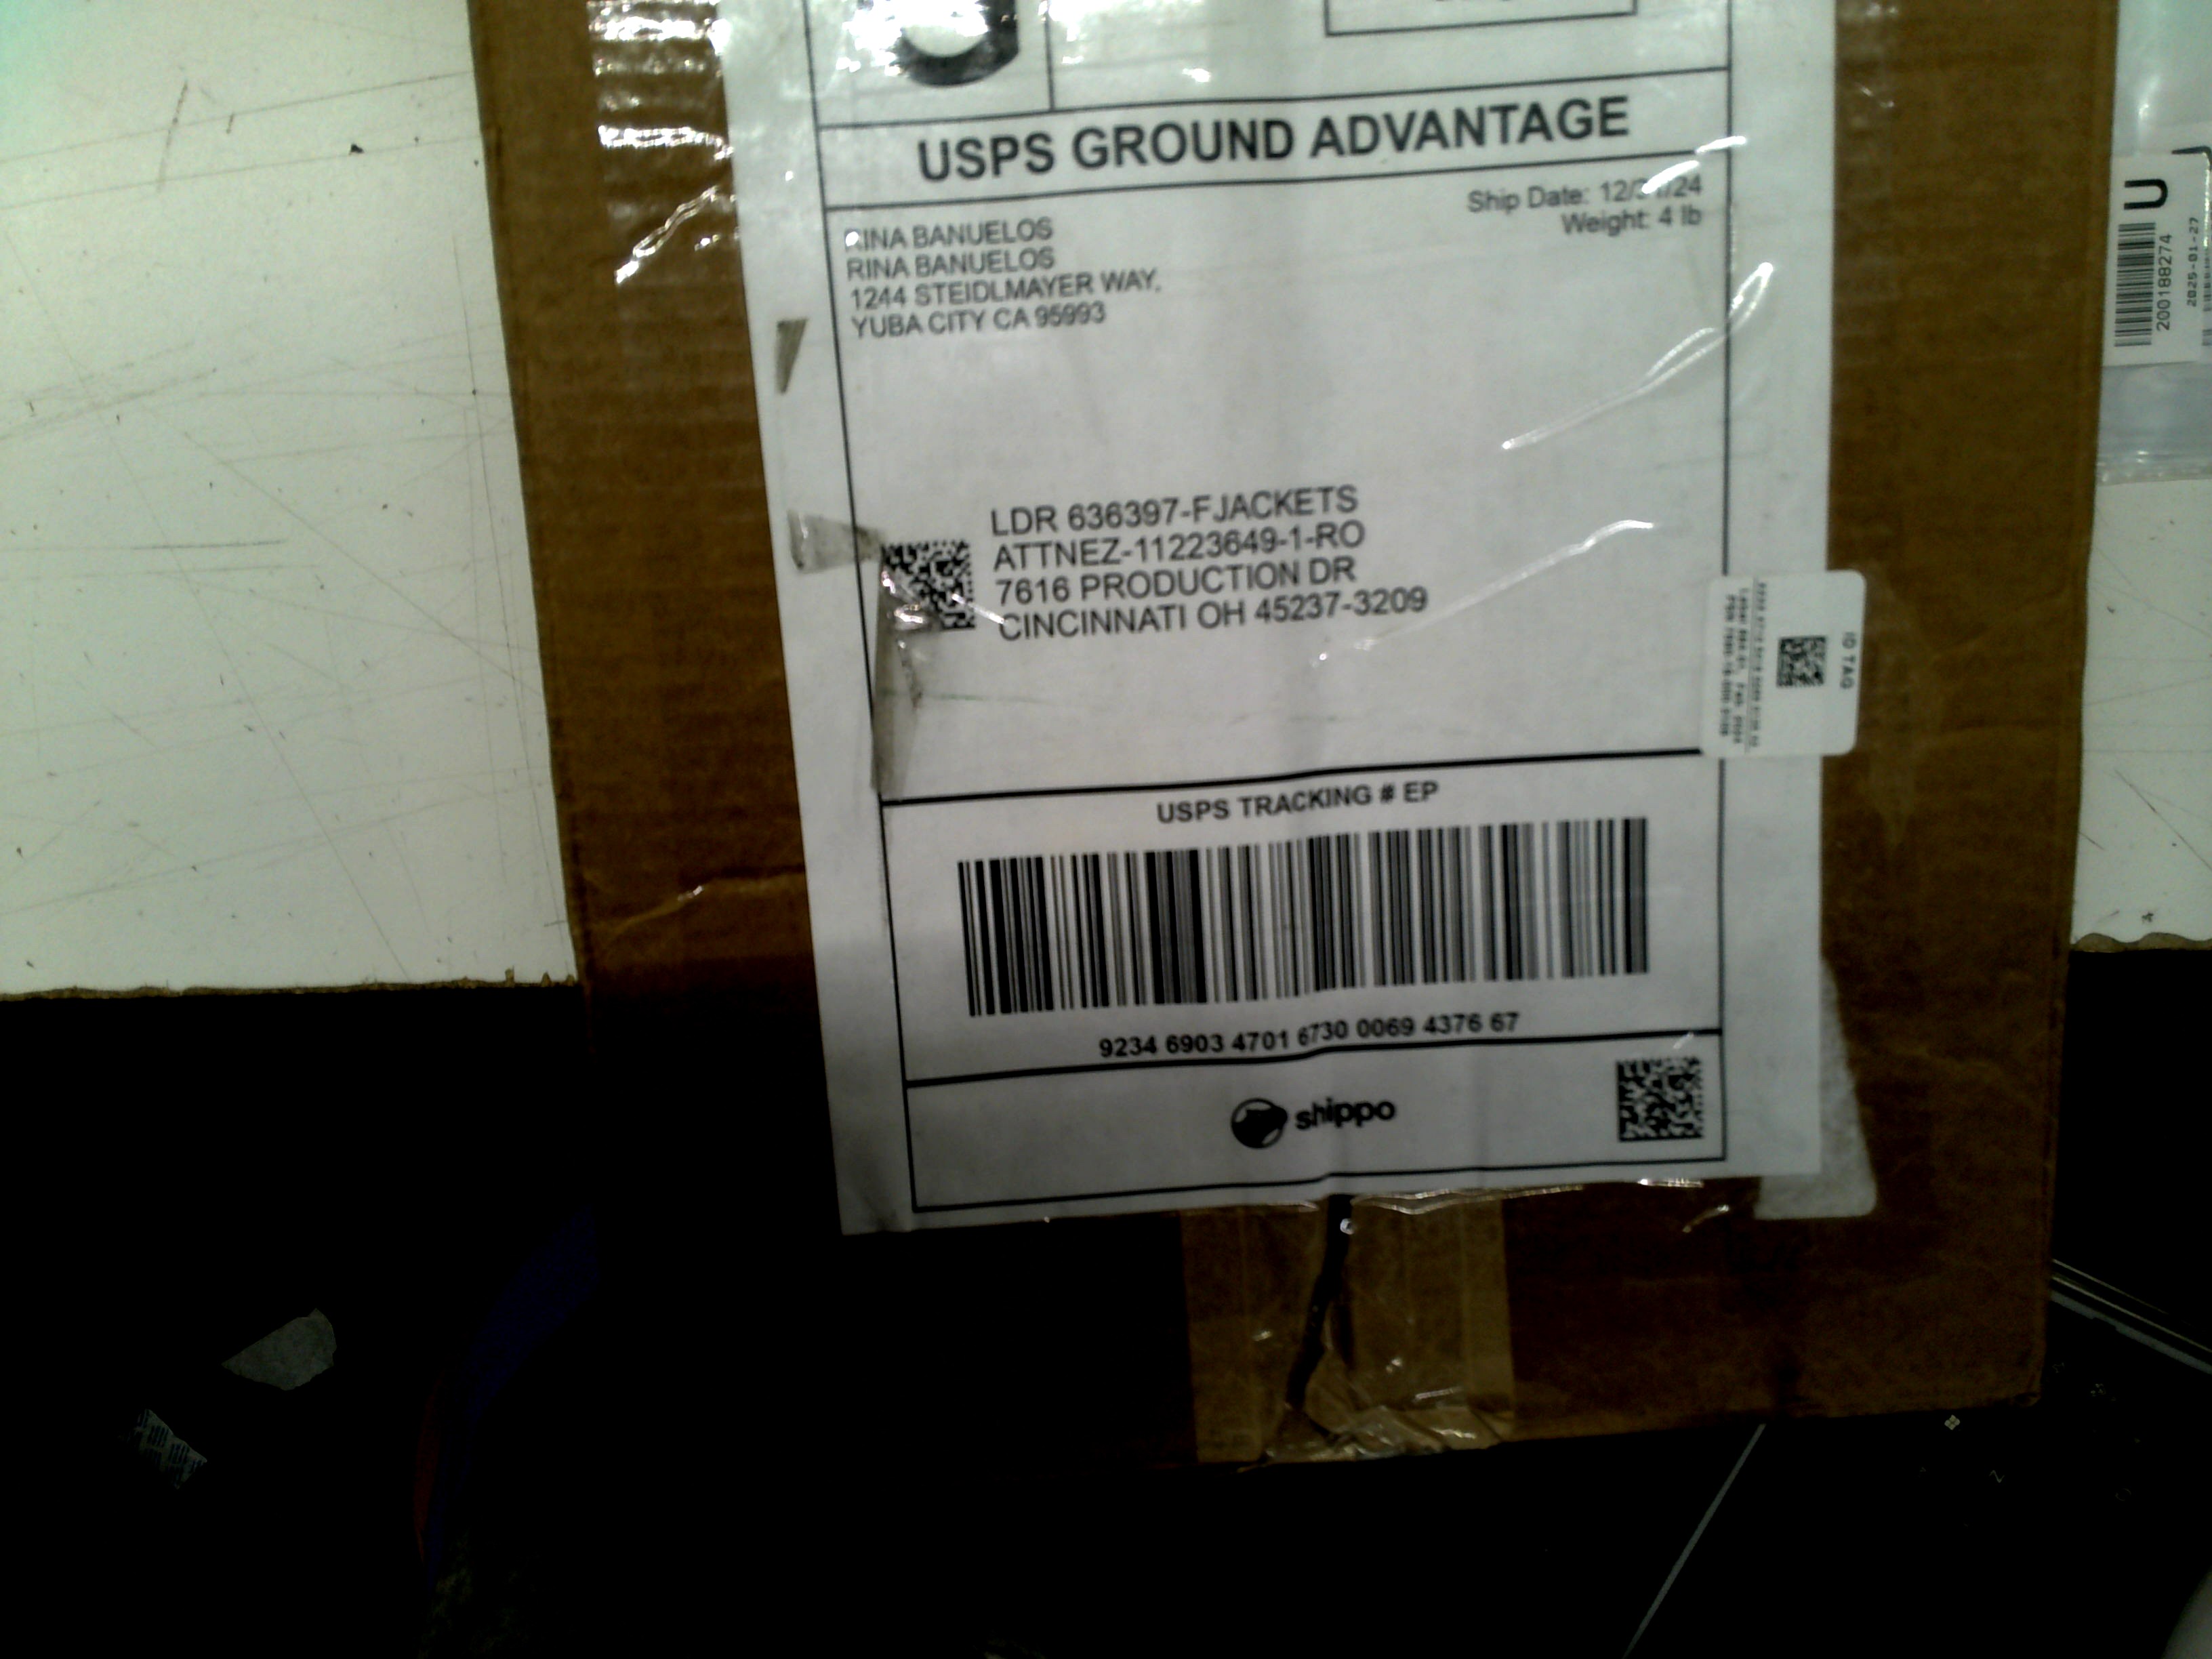 USPS GROUND ADVANTAGE
Ship Date:
Weight: 4 lb
RINA BANUELOS
RINA BANUELOS
1244 STEIDLMAYER WAY,
YUBA CITY CA 95993
LDR 636397-FJACKETS
ATTNEZ-11223649-1-RO
7616 PRODUCTION DR
CINCINNATI OH 45237-3209
ID TAG
USPS TRACKING # EP
9234 6903 4701 6730 0069 4376 67
shippo
U
200188274
2025-01-27